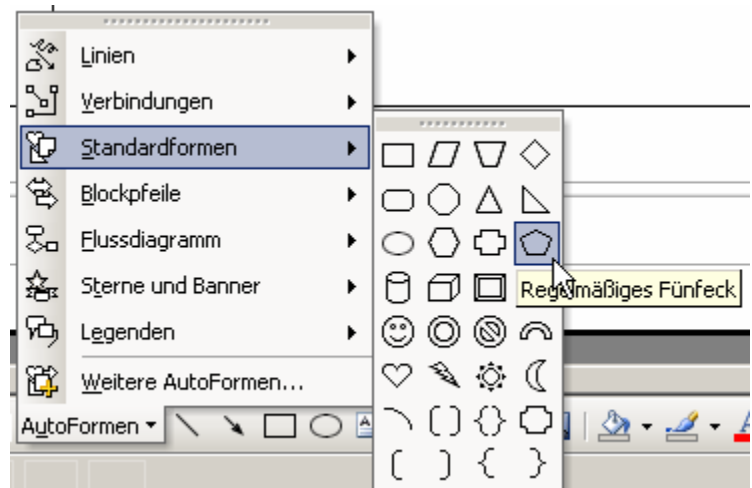 Linien
Verbindungen
Standardformen
Blockpfeile
Flussdiagramm
Sterne und Banner
Regelmäßiges Fünfeck
Legenden
Weitere AutoFormen...
AutoFormen